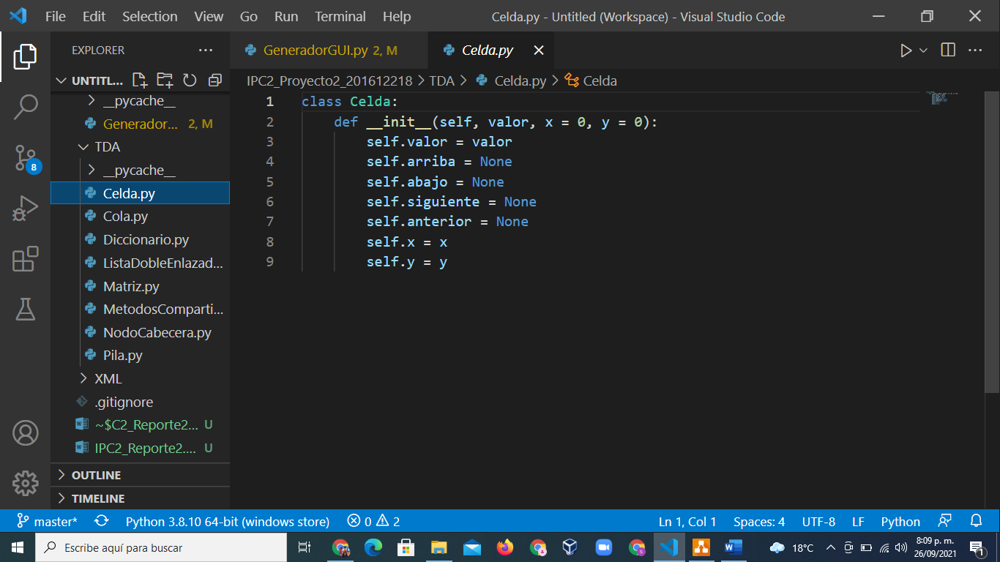 File Edit Selection View Go Run Terminal Help
Celda.py - Untitled (Workspace) - Visual Studio Code
EXPLORER
UNTITL...
__pycache__
Generador... 2, M
TDA
__pycache__
Celda.py
Cola.py
Diccionario.py
ListaDobleEnlazad...
Matriz.py
MetodosComparti...
NodoCabecera.py
Pila.py
XML
.gitignore
~$C2_Reporte2... U
IPC2_Reporte2.... U
OUTLINE
TIMELINE
8
GeneradorGUI.py 2, M
Celda.py
IPC2_Proyecto2_201612218 > TDA > Celda.py > Celda
1 class Celda:
2 def __init__(self, valor, x = 0, y = 0):
3 self.valor = valor
4 self.arriba = None
5 self.abajo = None
6 self.siguiente = None
7 self.anterior = None
8 self.x = x
9 self.y = y
master* Python 3.8.10 64-bit (windows store) 0 2 Ln 1, Col 1 Spaces: 4 UTF-8 LF Python
Escribe aquí para buscar
18°C
8:09 p. m.
26/09/2021
1